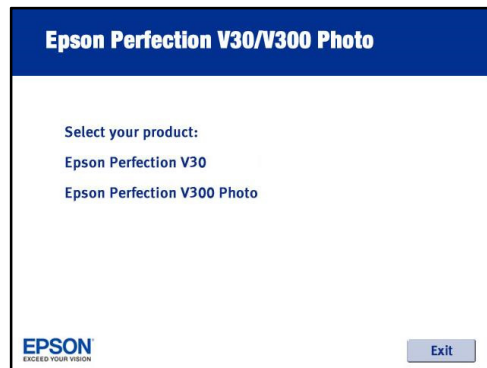 Epson Perfection V30/V300 Photo
Select your product:
Epson Perfection V30
Epson Perfection V300 Photo
EPSON
EXCEED YOUR VISION
Exit